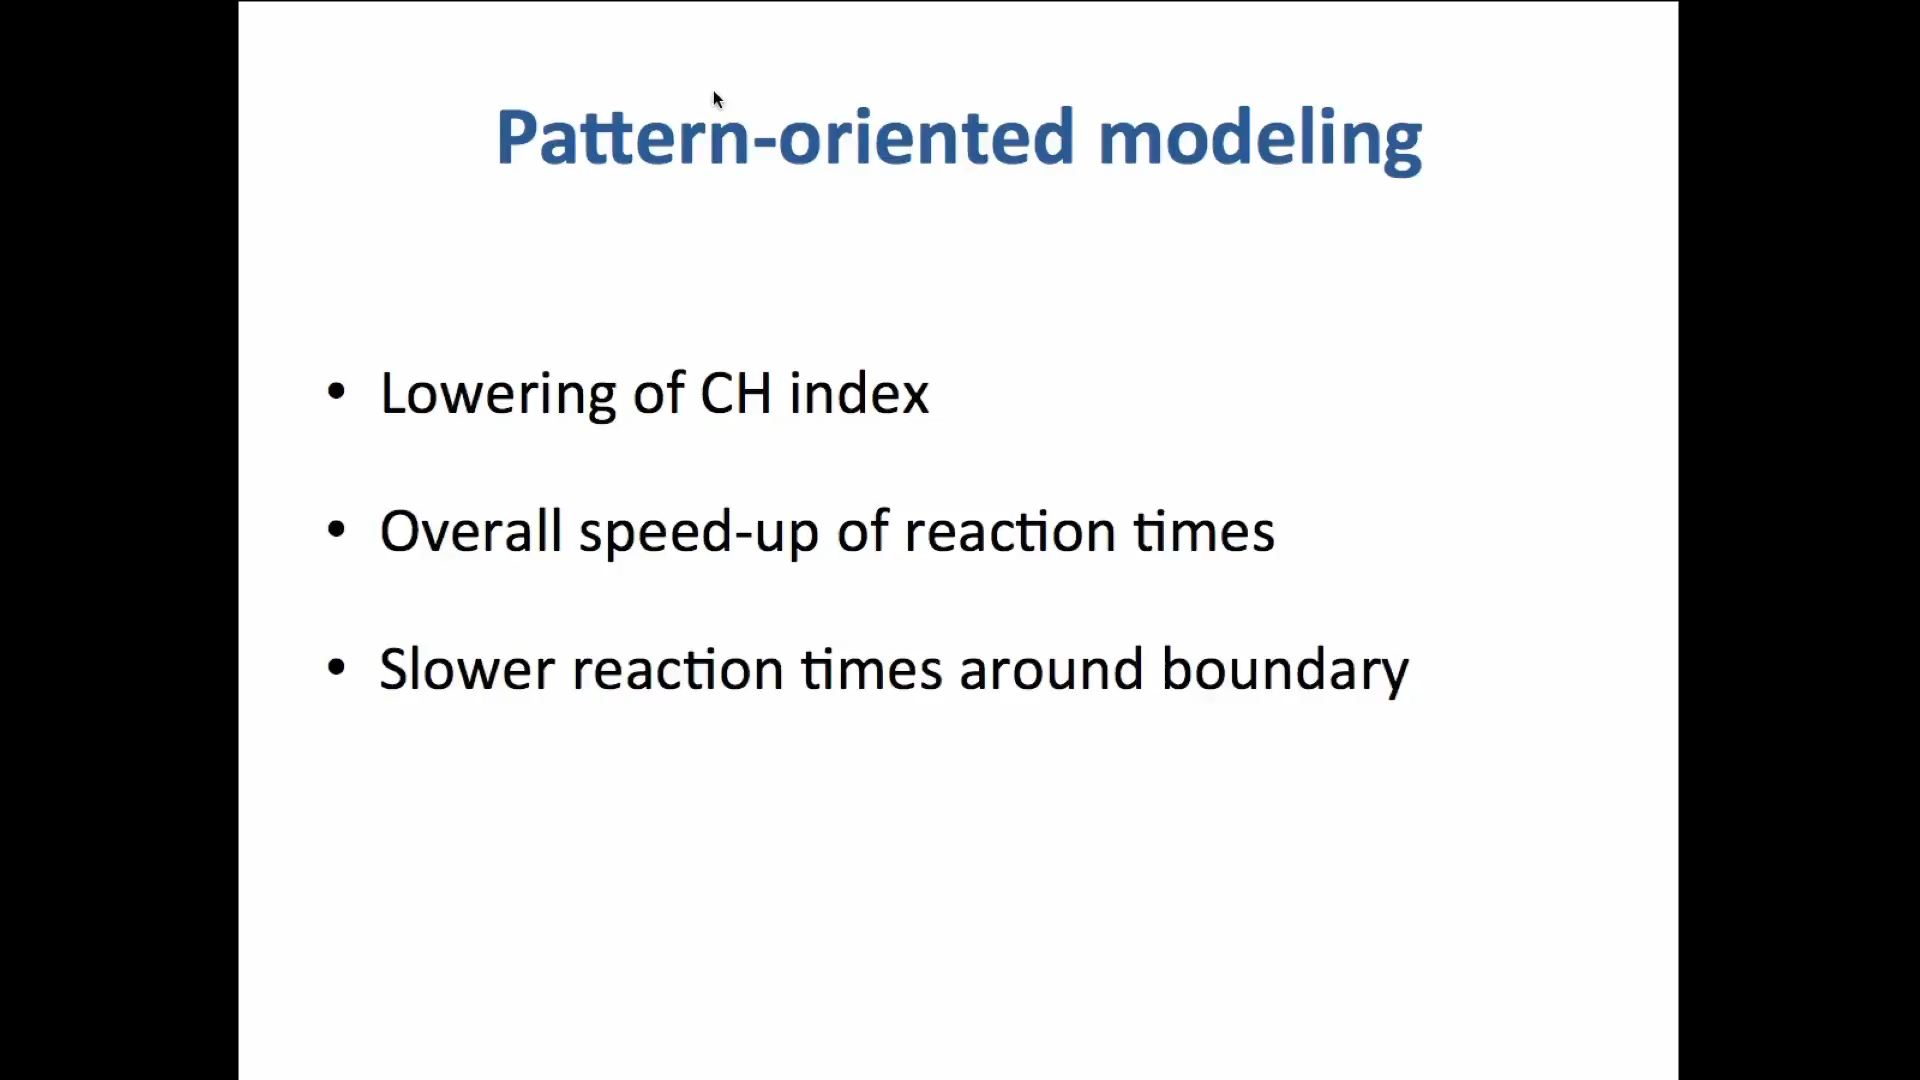 Pattern-oriented modeling
• Lowering of CH index
• Overall speed-up of reaction times
• Slower reaction times around boundary